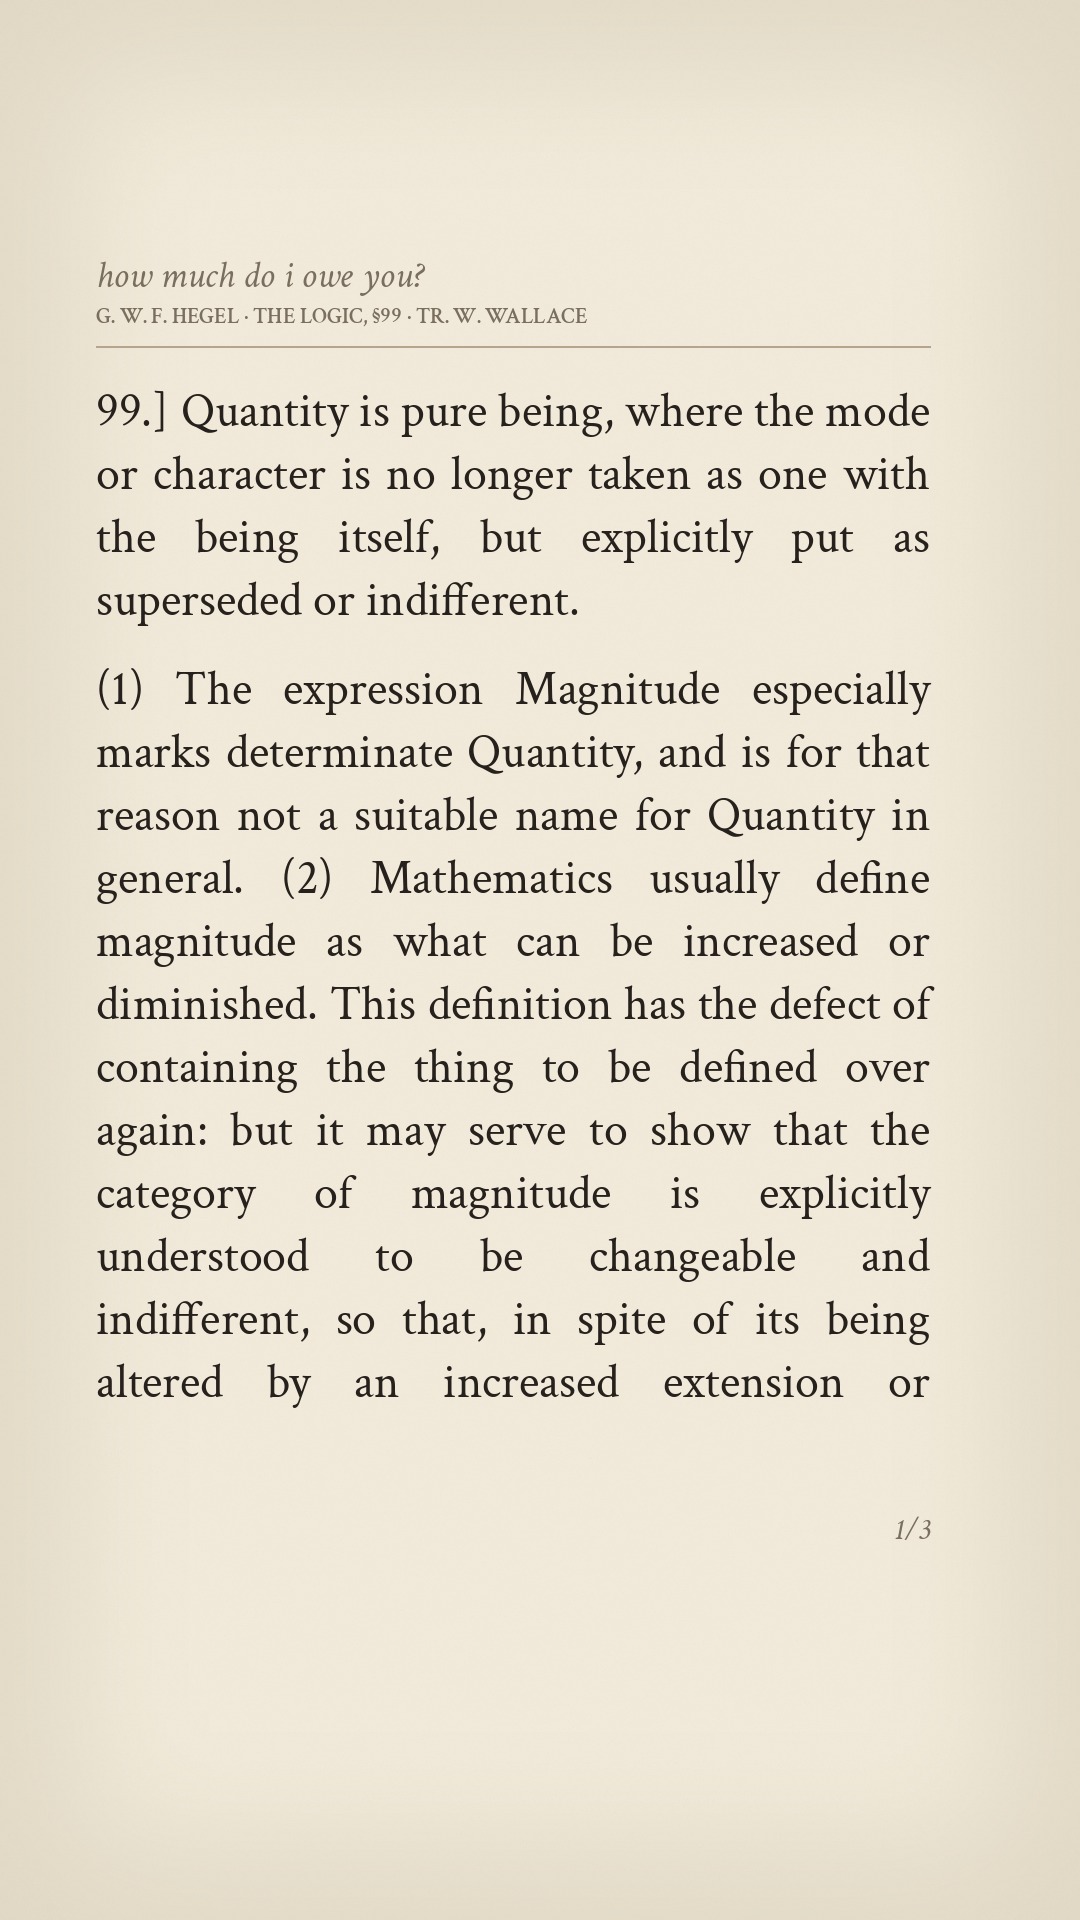 how much do i owe you?
G. W. F. HEGEL · THE LOGIC, §99 · TR. W. WALLACE
99.] Quantity is pure being, where the mode
or character is no longer taken as one with
the being itself, but explicitly put as
superseded or indifferent.
(1) The expression Magnitude especially
marks determinate Quantity, and is for that
reason not a suitable name for Quantity in
general. (2) Mathematics usually define
magnitude as what can be increased or
diminished. This definition has the defect of
containing the thing to be defined over
again: but it may serve to show that the
category of magnitude is explicitly
understood to be changeable and
indifferent, so that, in spite of its being
altered by an increased extension or
1/3